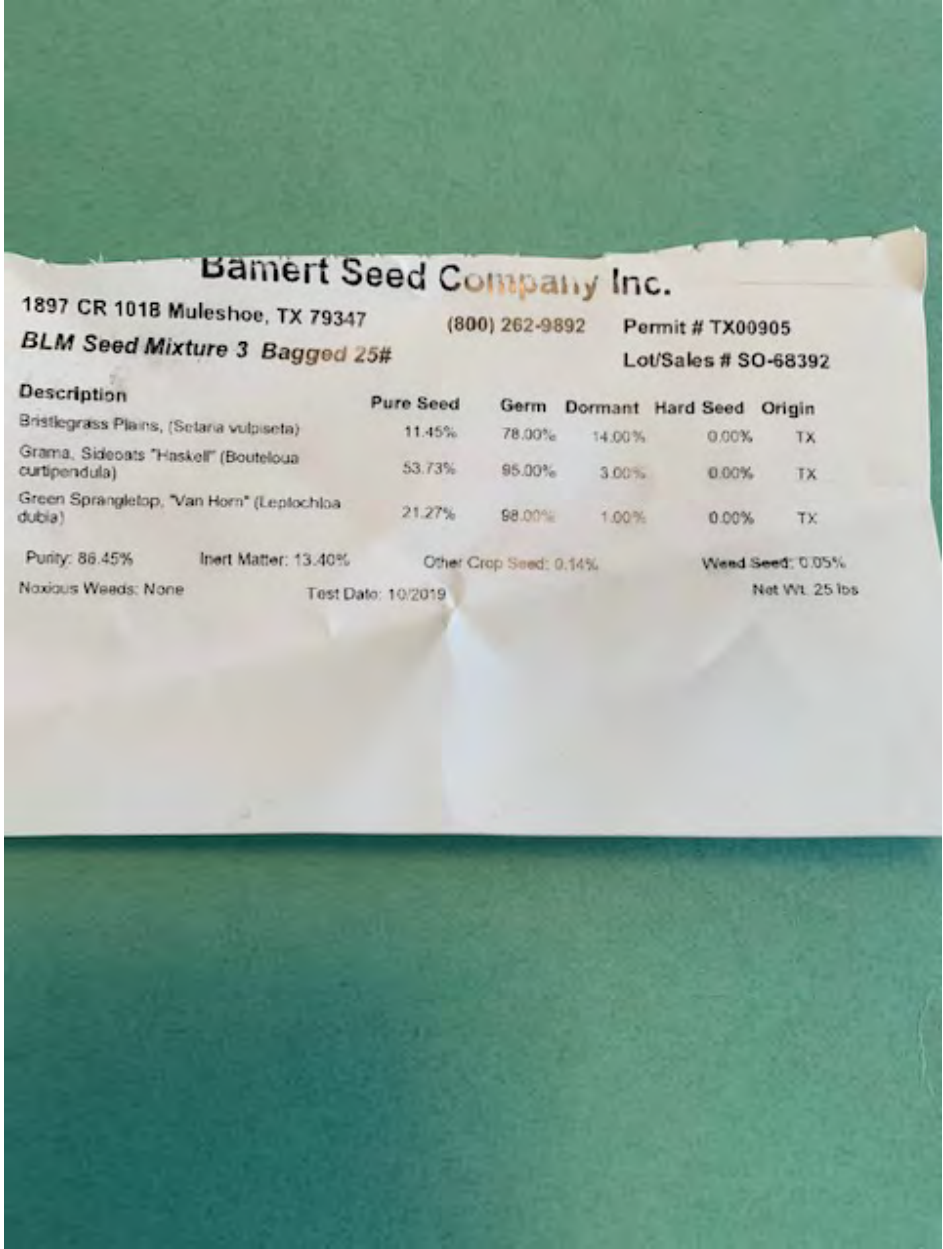 Bamert Seed Company Inc.
1897 CR 1018 Muleshoe, TX 79347 (800) 262-9892 Permit # TX00905
BLM Seed Mixture 3 Bagged 25# Lot/Sales # SO-68392
Description Pure Seed Germ Dormant Hard Seed Origin
Bristlegrass Plains, (Setaria vulpiseta) 11.45% 78.00% 14.00% 0.00% TX
Grama, Sideoats "Haskell" (Bouteloua
curtipendula) 53.73% 95.00% 3.00% 0.00% TX
Green Sprangletop, "Van Horn" (Leptochloa
dubia) 21.27% 98.00% 1.00% 0.00% TX
Purity: 86.45% Inert Matter: 13.40% Other Crop Seed: 0.14% Weed Seed: 0.05%
Noxious Weeds: None Test Date: 10/2019 Net Wt. 25 lbs